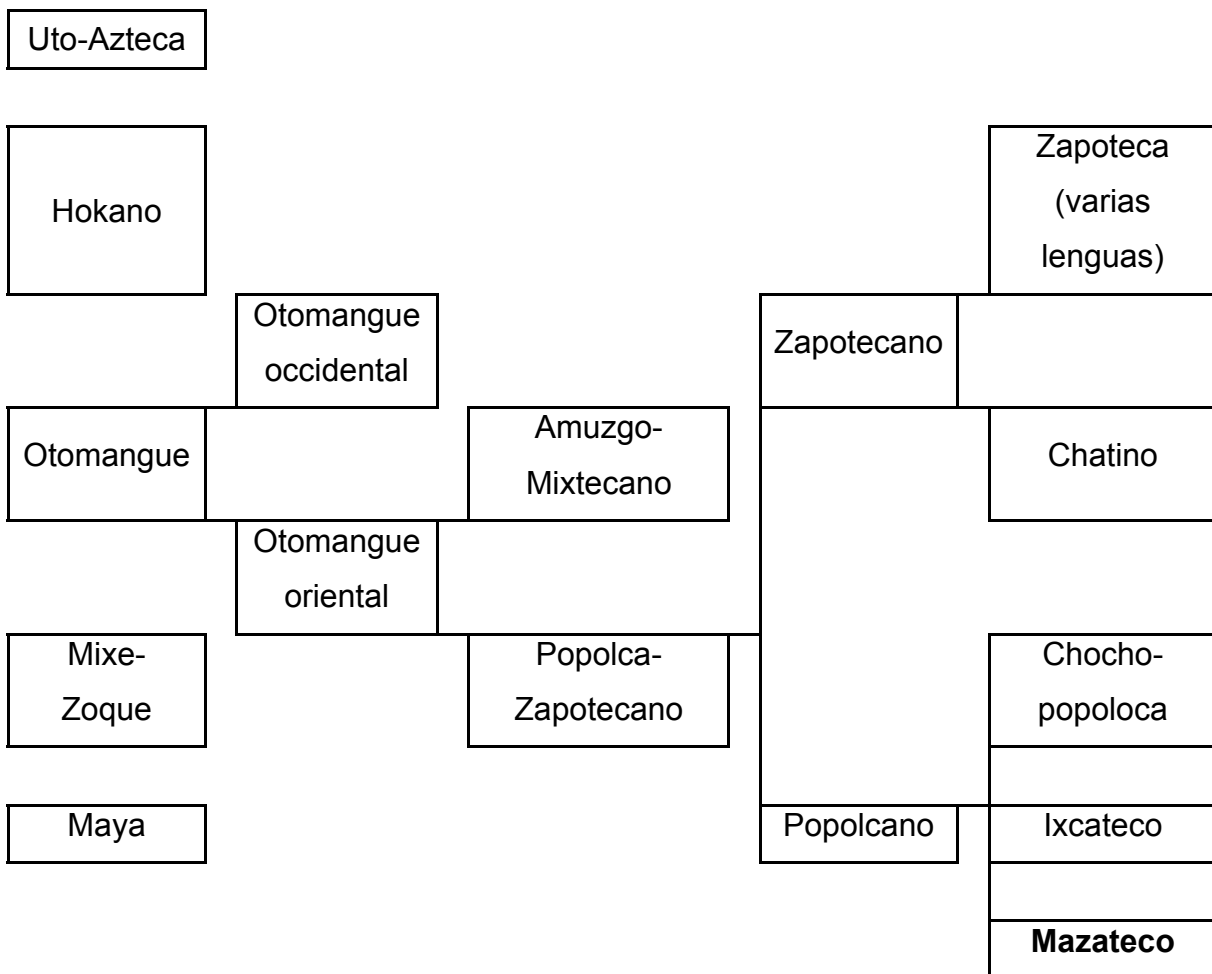 Uto-Azteca
Zapoteca
(varias
lenguas)
Hokano
Otomangue
occidental
Zapotecano
Otomangue
Amuzgo-
Mixtecano
Chatino
Otomangue
oriental
Mixe-
Zoque
Popolca-
Zapotecano
Chocho-
popoloca
Maya
Popolcano
Ixcateco
Mazateco